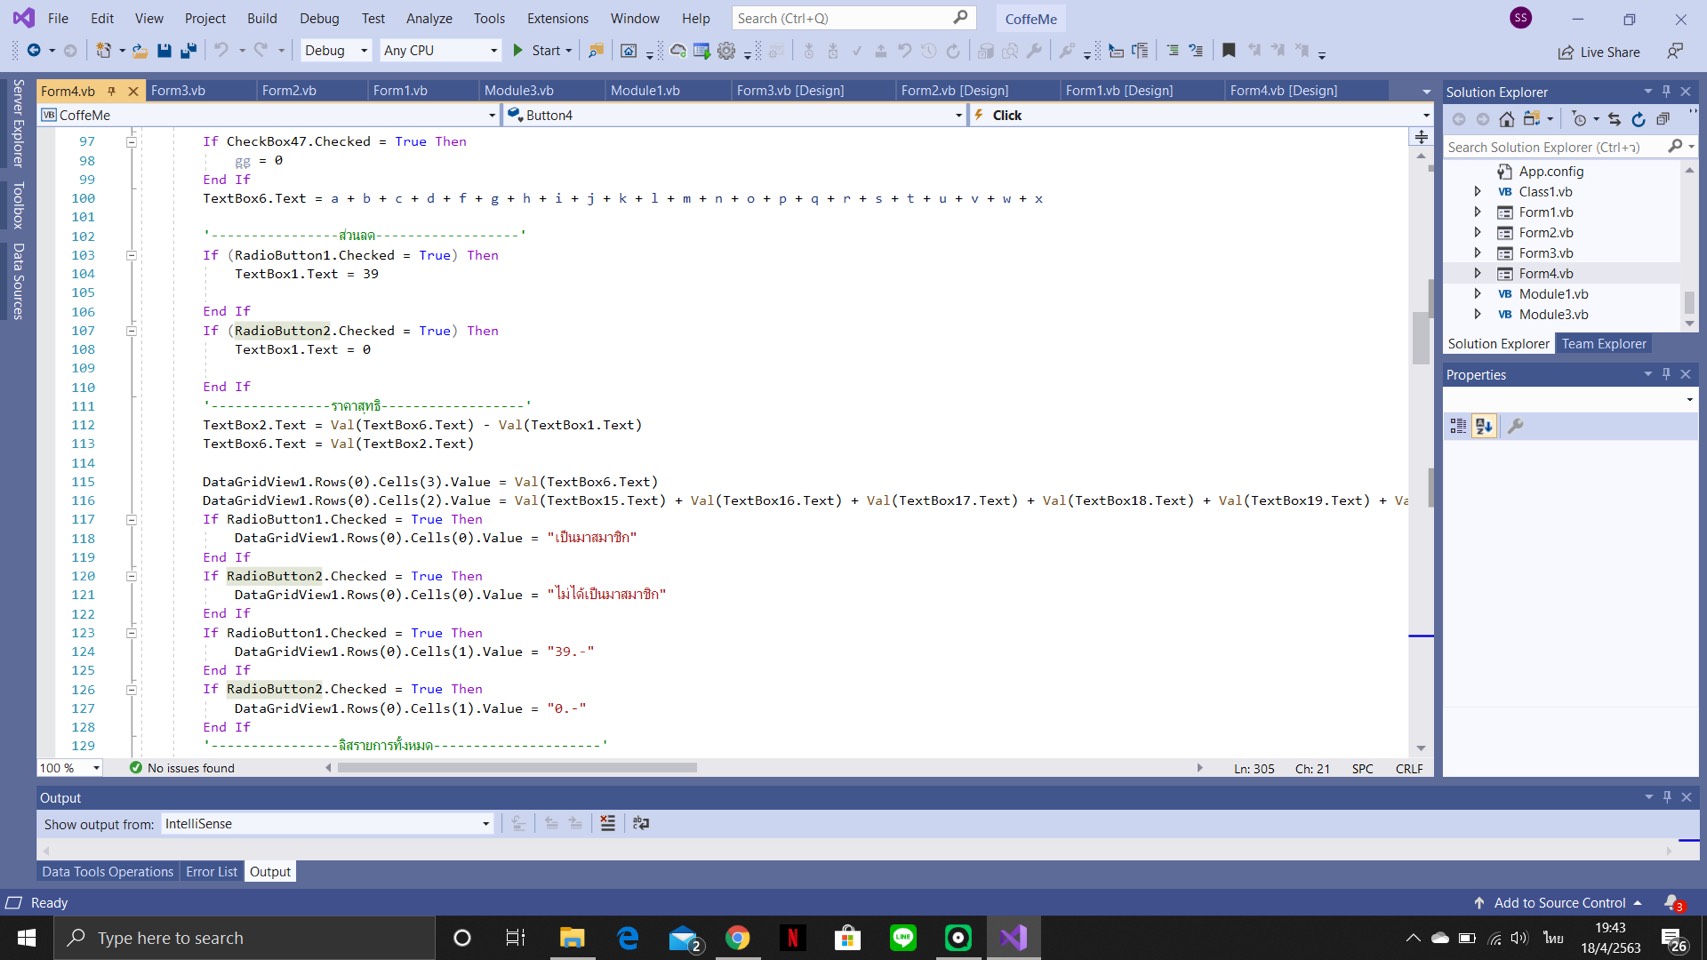 File Edit View Project Build Debug Test Analyze Tools Extensions Window Help Search (Ctrl+Q) CoffeMe SS
Debug Any CPU Start Live Share
Form4.vb Form3.vb Form2.vb Form1.vb Module3.vb Module1.vb Form3.vb [Design] Form2.vb [Design] Form1.vb [Design] Form4.vb [Design]
CoffeMe Button4 Click
97 If CheckBox47.Checked = True Then
98 gg = 0
99 End If
100 TextBox6.Text = a + b + c + d + f + g + h + i + j + k + l + m + n + o + p + q + r + s + t + u + v + w + x
101
102 '----------------ส่วนลด------------------'
103 If (RadioButton1.Checked = True) Then
104 TextBox1.Text = 39
105
106 End If
107 If (RadioButton2.Checked = True) Then
108 TextBox1.Text = 0
109
110 End If
111 '---------------ราคาสุทธิ------------------'
112 TextBox2.Text = Val(TextBox6.Text) - Val(TextBox1.Text)
113 TextBox6.Text = Val(TextBox2.Text)
114
115 DataGridView1.Rows(0).Cells(3).Value = Val(TextBox6.Text)
116 DataGridView1.Rows(0).Cells(2).Value = Val(TextBox15.Text) + Val(TextBox16.Text) + Val(TextBox17.Text) + Val(TextBox18.Text) + Val(TextBox19.Text) + Va
117 If RadioButton1.Checked = True Then
118 DataGridView1.Rows(0).Cells(0).Value = "เป็นมาสมาชิก"
119 End If
120 If RadioButton2.Checked = True Then
121 DataGridView1.Rows(0).Cells(0).Value = "ไม่ได้เป็นมาสมาชิก"
122 End If
123 If RadioButton1.Checked = True Then
124 DataGridView1.Rows(0).Cells(1).Value = "39.-"
125 End If
126 If RadioButton2.Checked = True Then
127 DataGridView1.Rows(0).Cells(1).Value = "0.-"
128 End If
129 '----------------ลิสรายการทั้งหมด---------------------'
100 % No issues found Ln: 305 Ch: 21 SPC CRLF
Server Explorer
Toolbox
Data Sources
Solution Explorer
Search Solution Explorer (Ctrl+ว)
App.config
Class1.vb
Form1.vb
Form2.vb
Form3.vb
Form4.vb
Module1.vb
Module3.vb
Solution Explorer Team Explorer
Properties
Output
Show output from: IntelliSense
Data Tools Operations Error List Output
Ready Add to Source Control 3
Type here to search 2 LINE N ไทย 19:43
18/4/2563 26